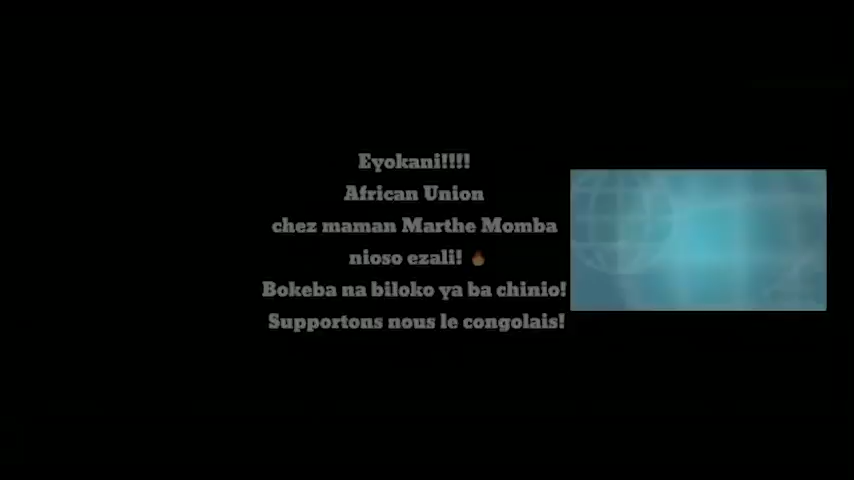 Eyokani!!!!
African Union
chez maman Marthe Momba
nioso ezali! 🔥
Bokeba na biloko ya ba chinio!
Supportons nous le congolais!